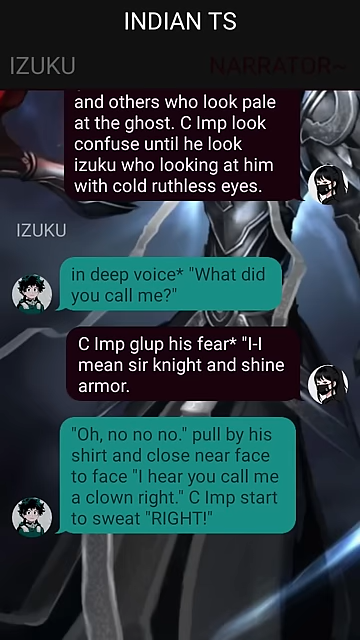 INDIAN TS
IZUKU
NARRATOR~
and others who look pale
at the ghost. C Imp look
confuse until he look
izuku who looking at him
with cold ruthless eyes.
IZUKU
in deep voice* "What did
you call me?"
C Imp glup his fear* "I-I
mean sir knight and shine
armor.
"Oh, no no no." pull by his
shirt and close near face
to face "I hear you call me
a clown right." C Imp start
to sweat "RIGHT!"